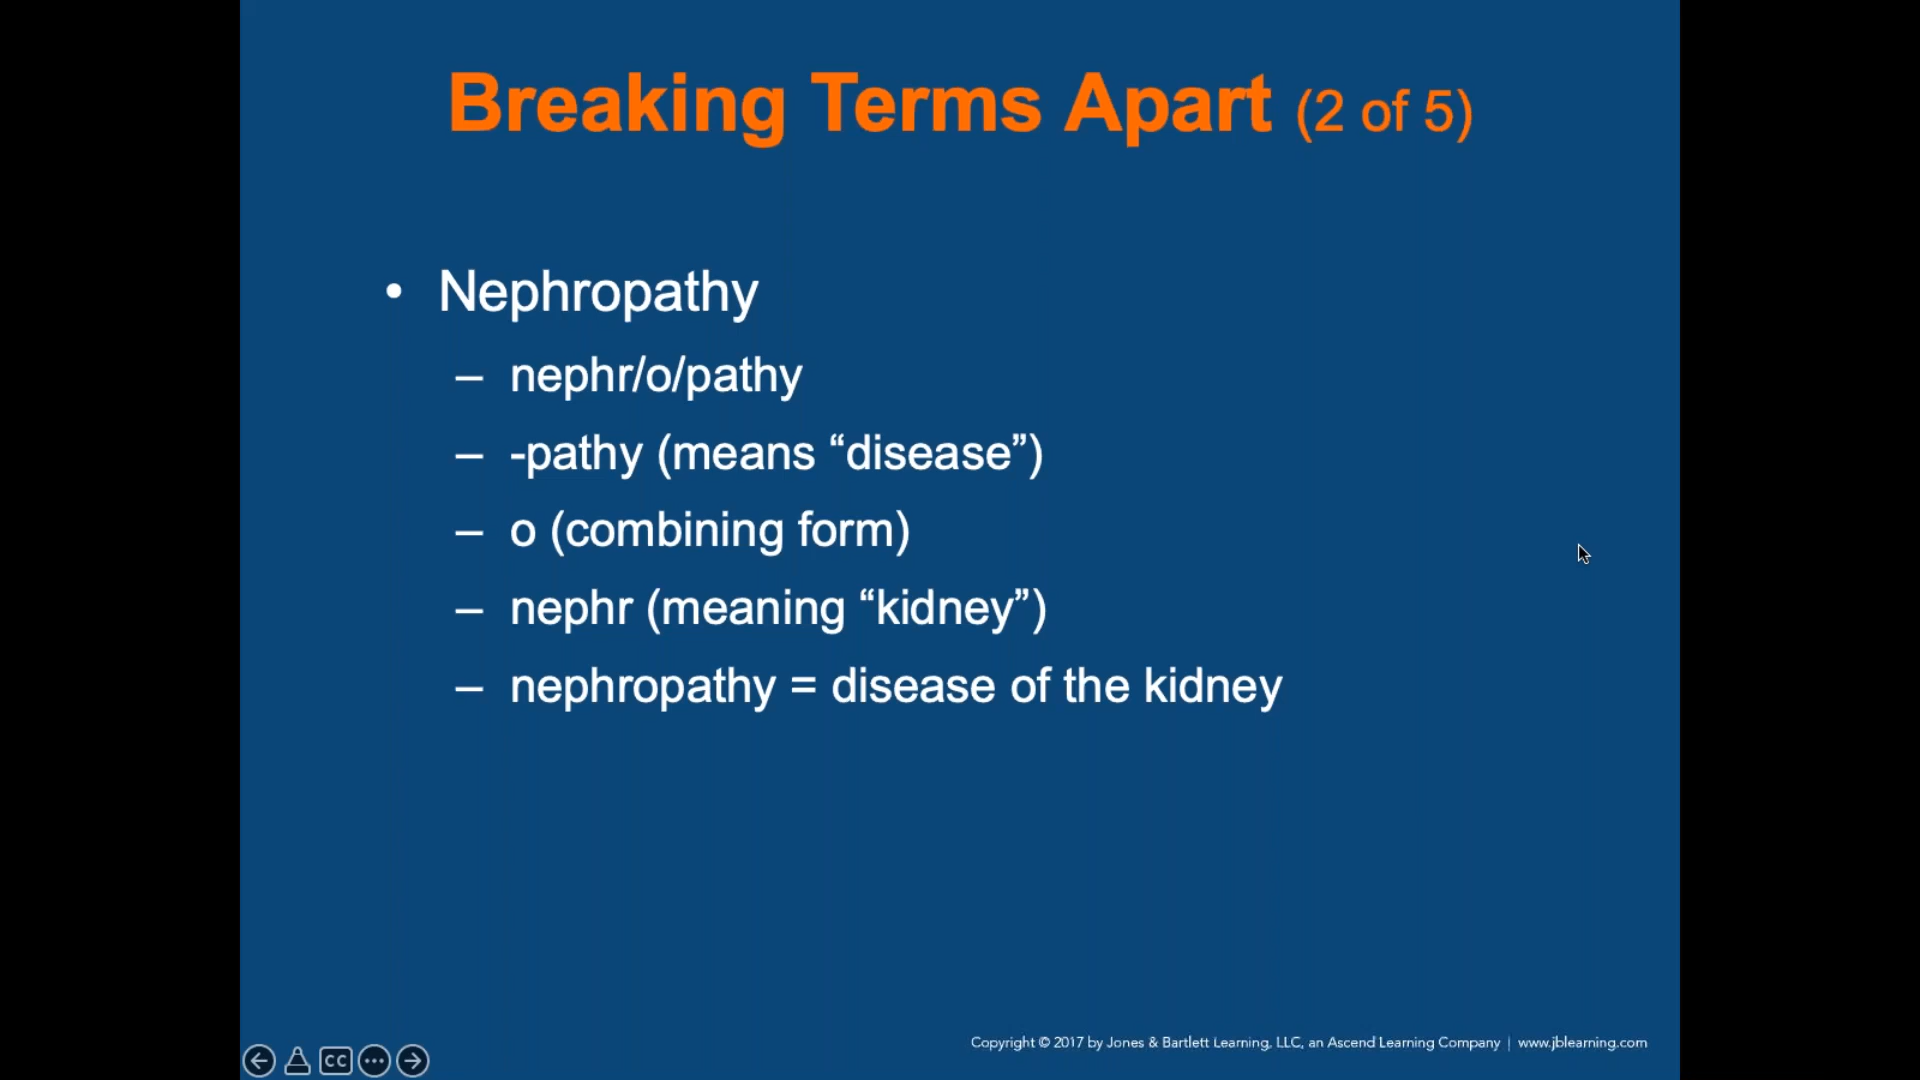 Breaking Terms Apart (2 of 5)
• Nephropathy
– nephr/o/pathy
– -pathy (means “disease”)
– o (combining form)
– nephr (meaning “kidney”)
– nephropathy = disease of the kidney
Copyright © 2017 by Jones & Bartlett Learning, LLC, an Ascend Learning Company | www.jblearning.com
CC